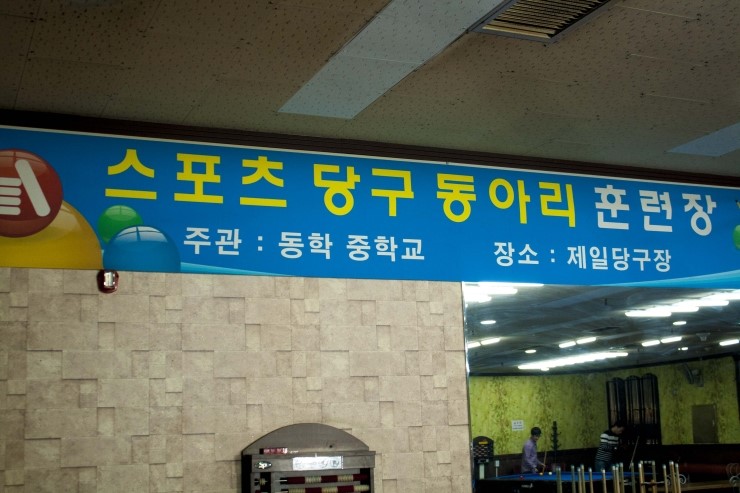 스포츠 당구 동아리 훈련장
주관 : 동학 중학교 장소 : 제일당구장